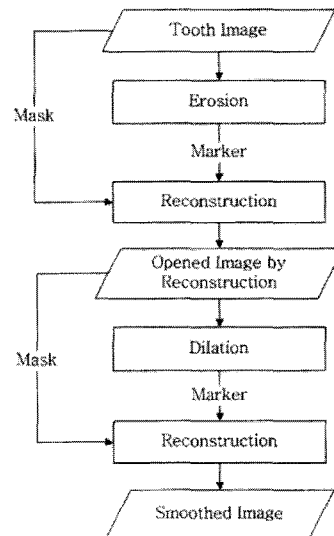 Tooth Image
Erosion
Mask
Marker
Reconstruction
Opened Image by
Reconstruction
Dilation
Mask
Marker
Reconstruction
Smoothed Image